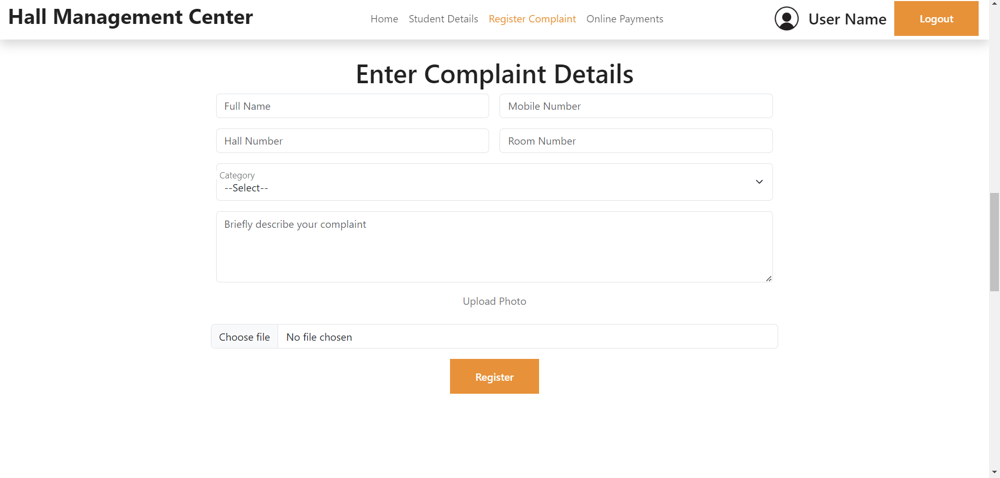 Hall Management Center
Home Student Details Register Complaint Online Payments
User Name
Logout
Enter Complaint Details
Full Name
Mobile Number
Hall Number
Room Number
Category
--Select--
Briefly describe your complaint
Upload Photo
Choose file No file chosen
Register